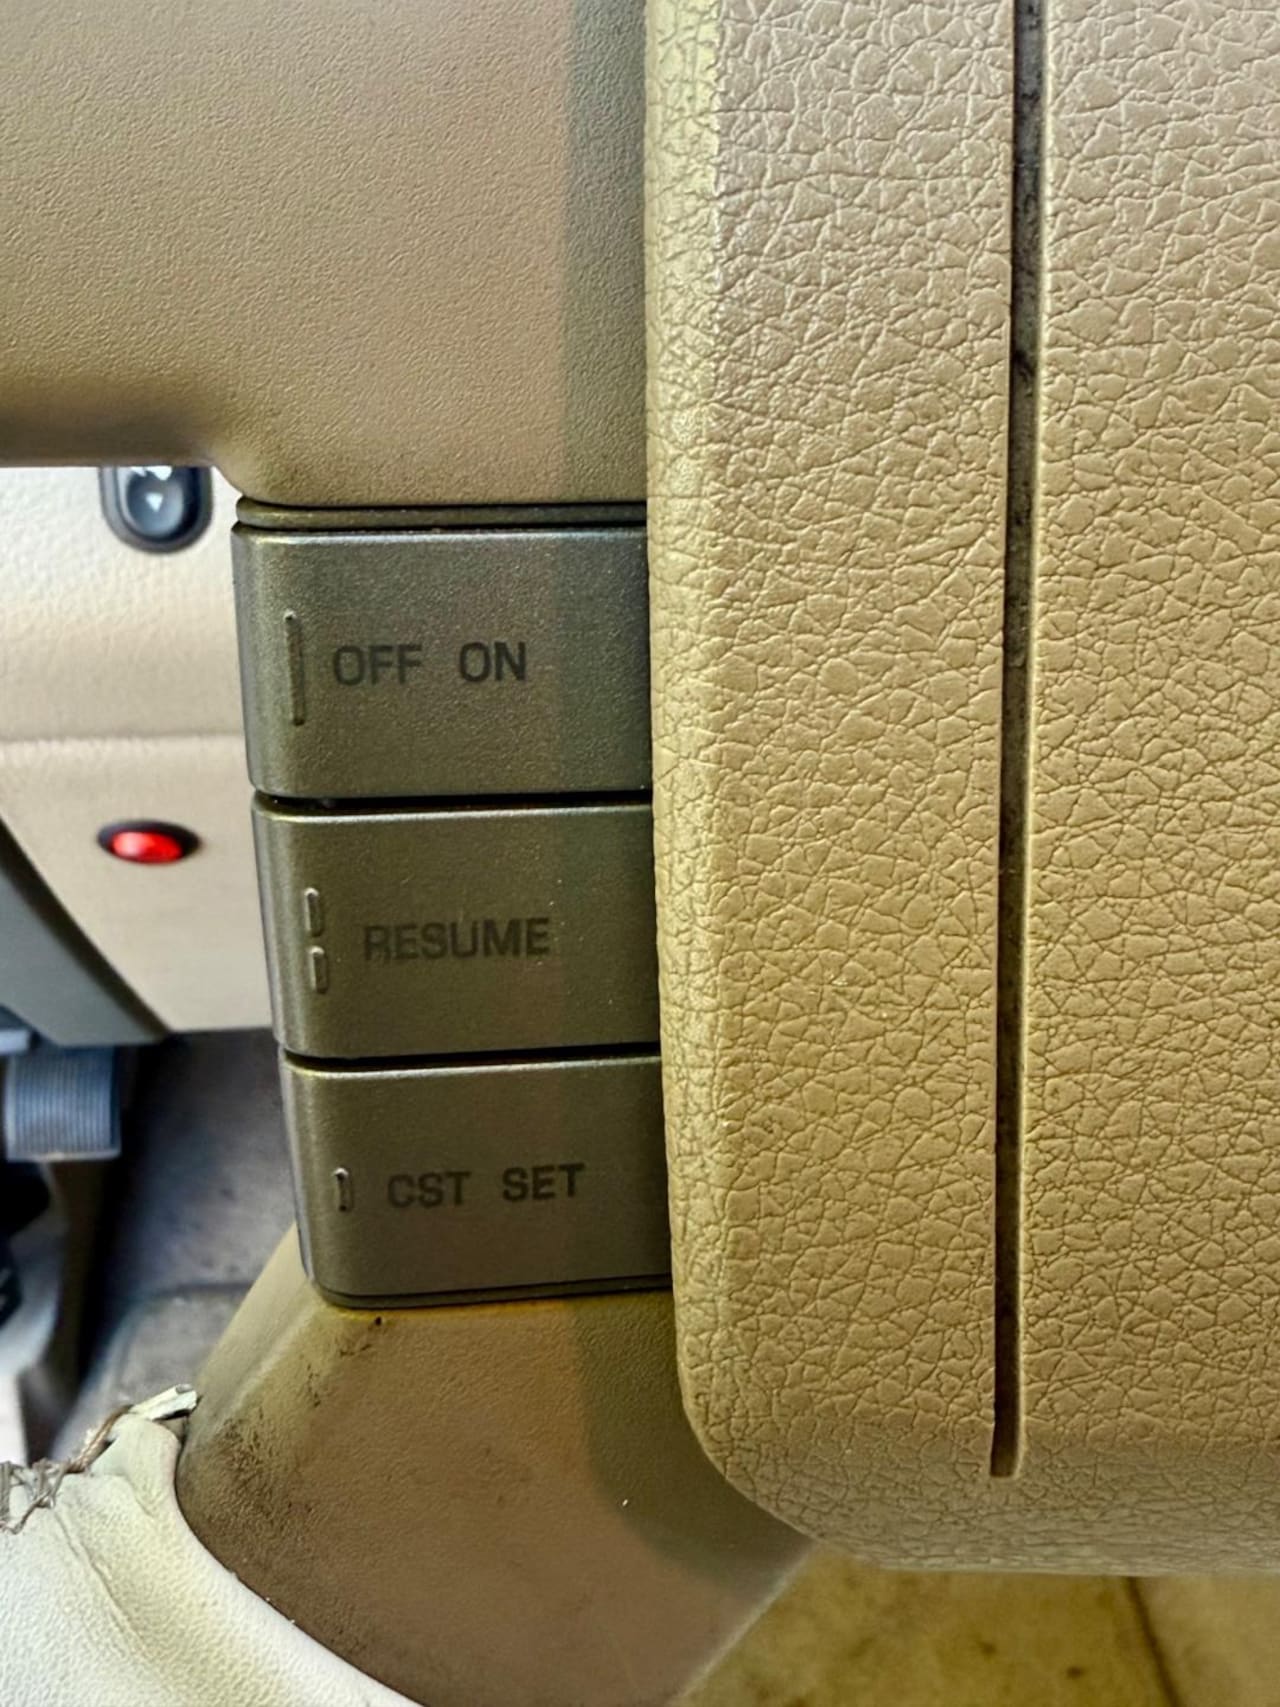 OFF ON
RESUME
CST SET